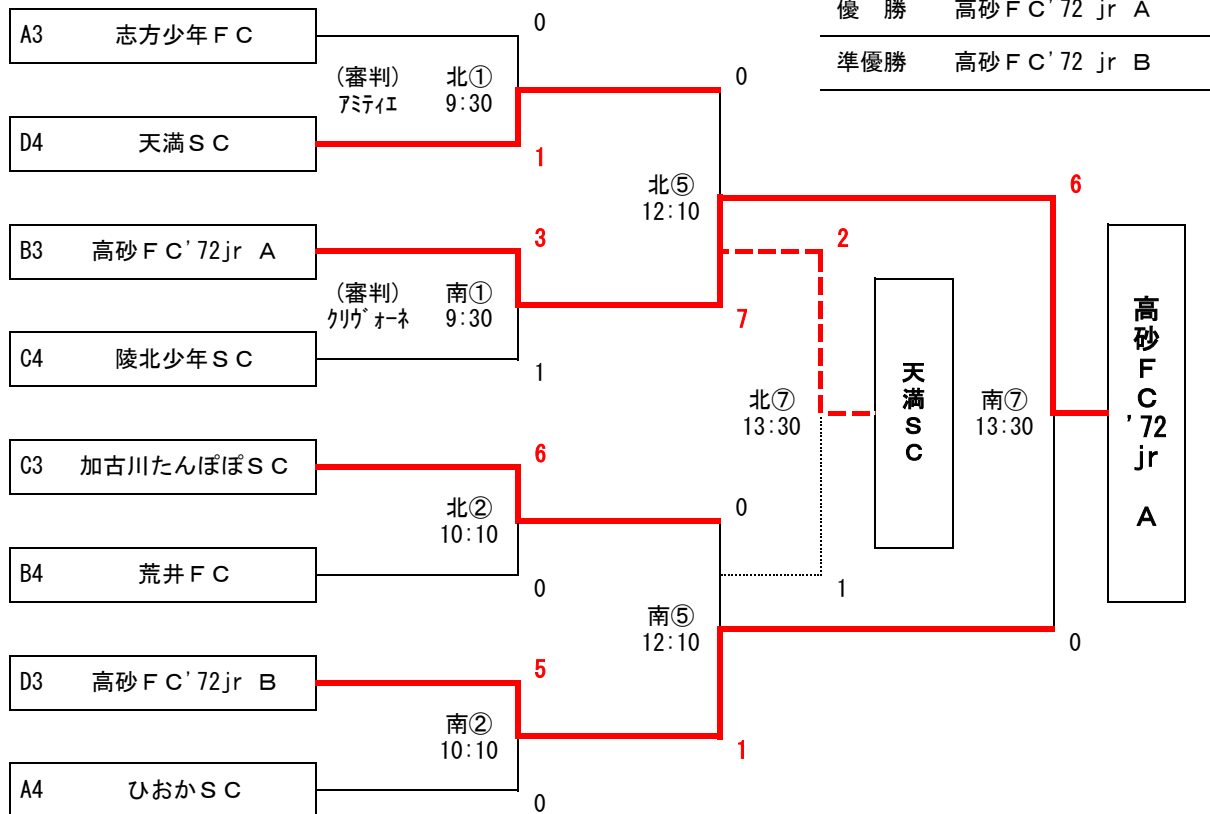 優　勝　　高砂ＦＣ'72 jr A
準優勝　　高砂ＦＣ'72 jr B
A3　志方少年ＦＣ
0
(審判)　北①
ｱﾐﾃｨｴ　9:30
0
D4　天満ＳＣ
1
北⑤
12:10
6
B3　高砂ＦＣ'72jr A
3
2
(審判)　南①
ｸﾘｳﾞｫｰﾈ　9:30
7
C4　陵北少年ＳＣ
1
北⑦
13:30
天満ＳＣ
南⑦
13:30
高砂ＦＣ'72 jr A
C3　加古川たんぽぽＳＣ
6
北②
10:10
0
B4　荒井ＦＣ
0
1
南⑤
12:10
0
D3　高砂ＦＣ'72jr B
5
南②
10:10
1
A4　ひおかＳＣ
0